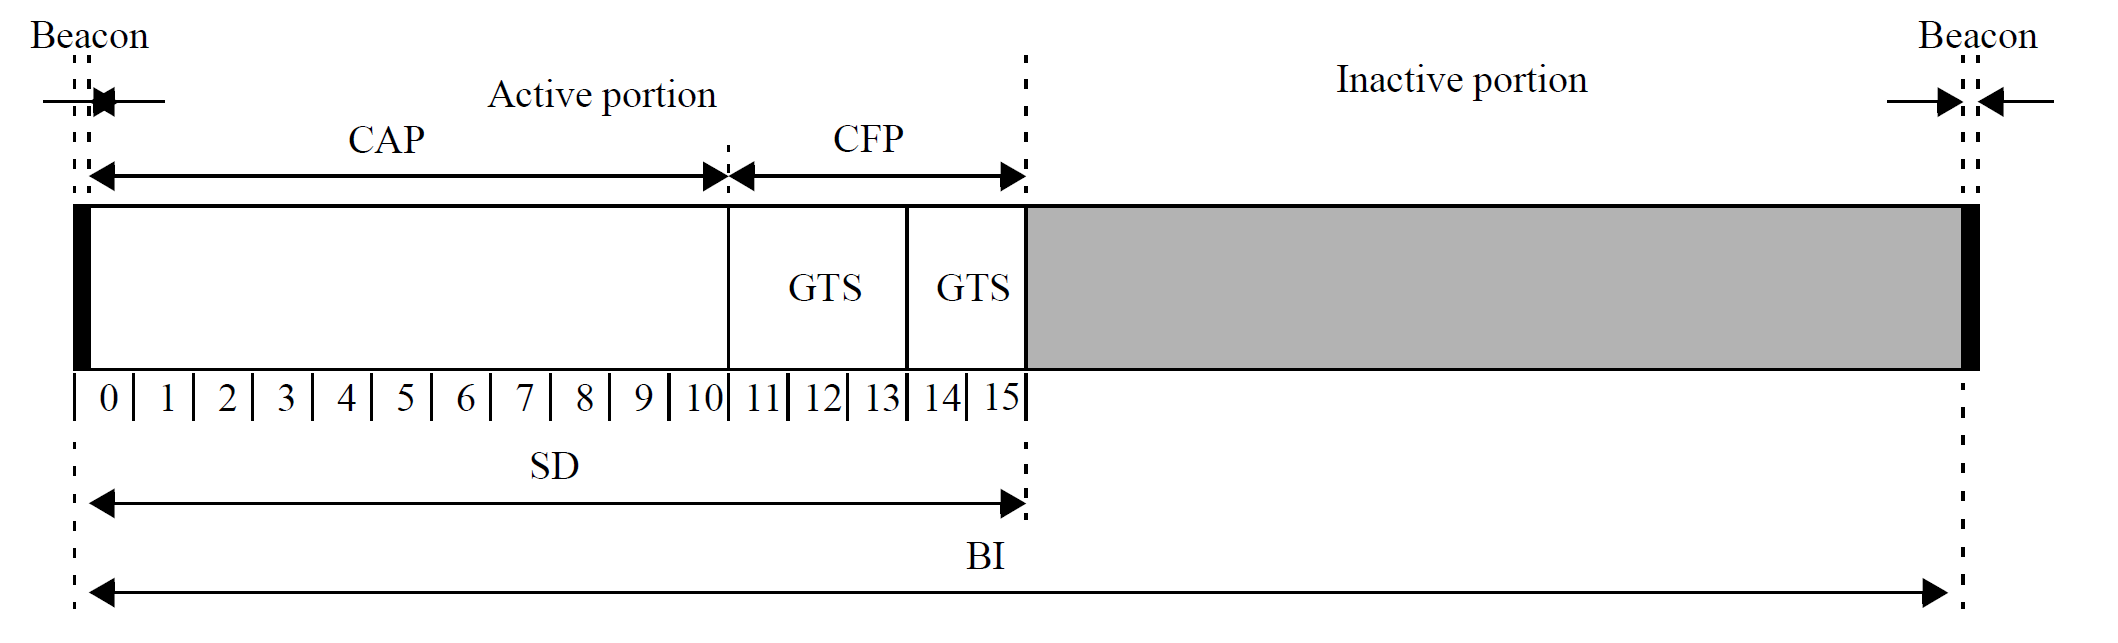 Beacon
Beacon
Active portion
Inactive portion
CAP
CFP
GTS
GTS
0 1 2 3 4 5 6 7 8 9 10 11 12 13 14 15
SD
BI